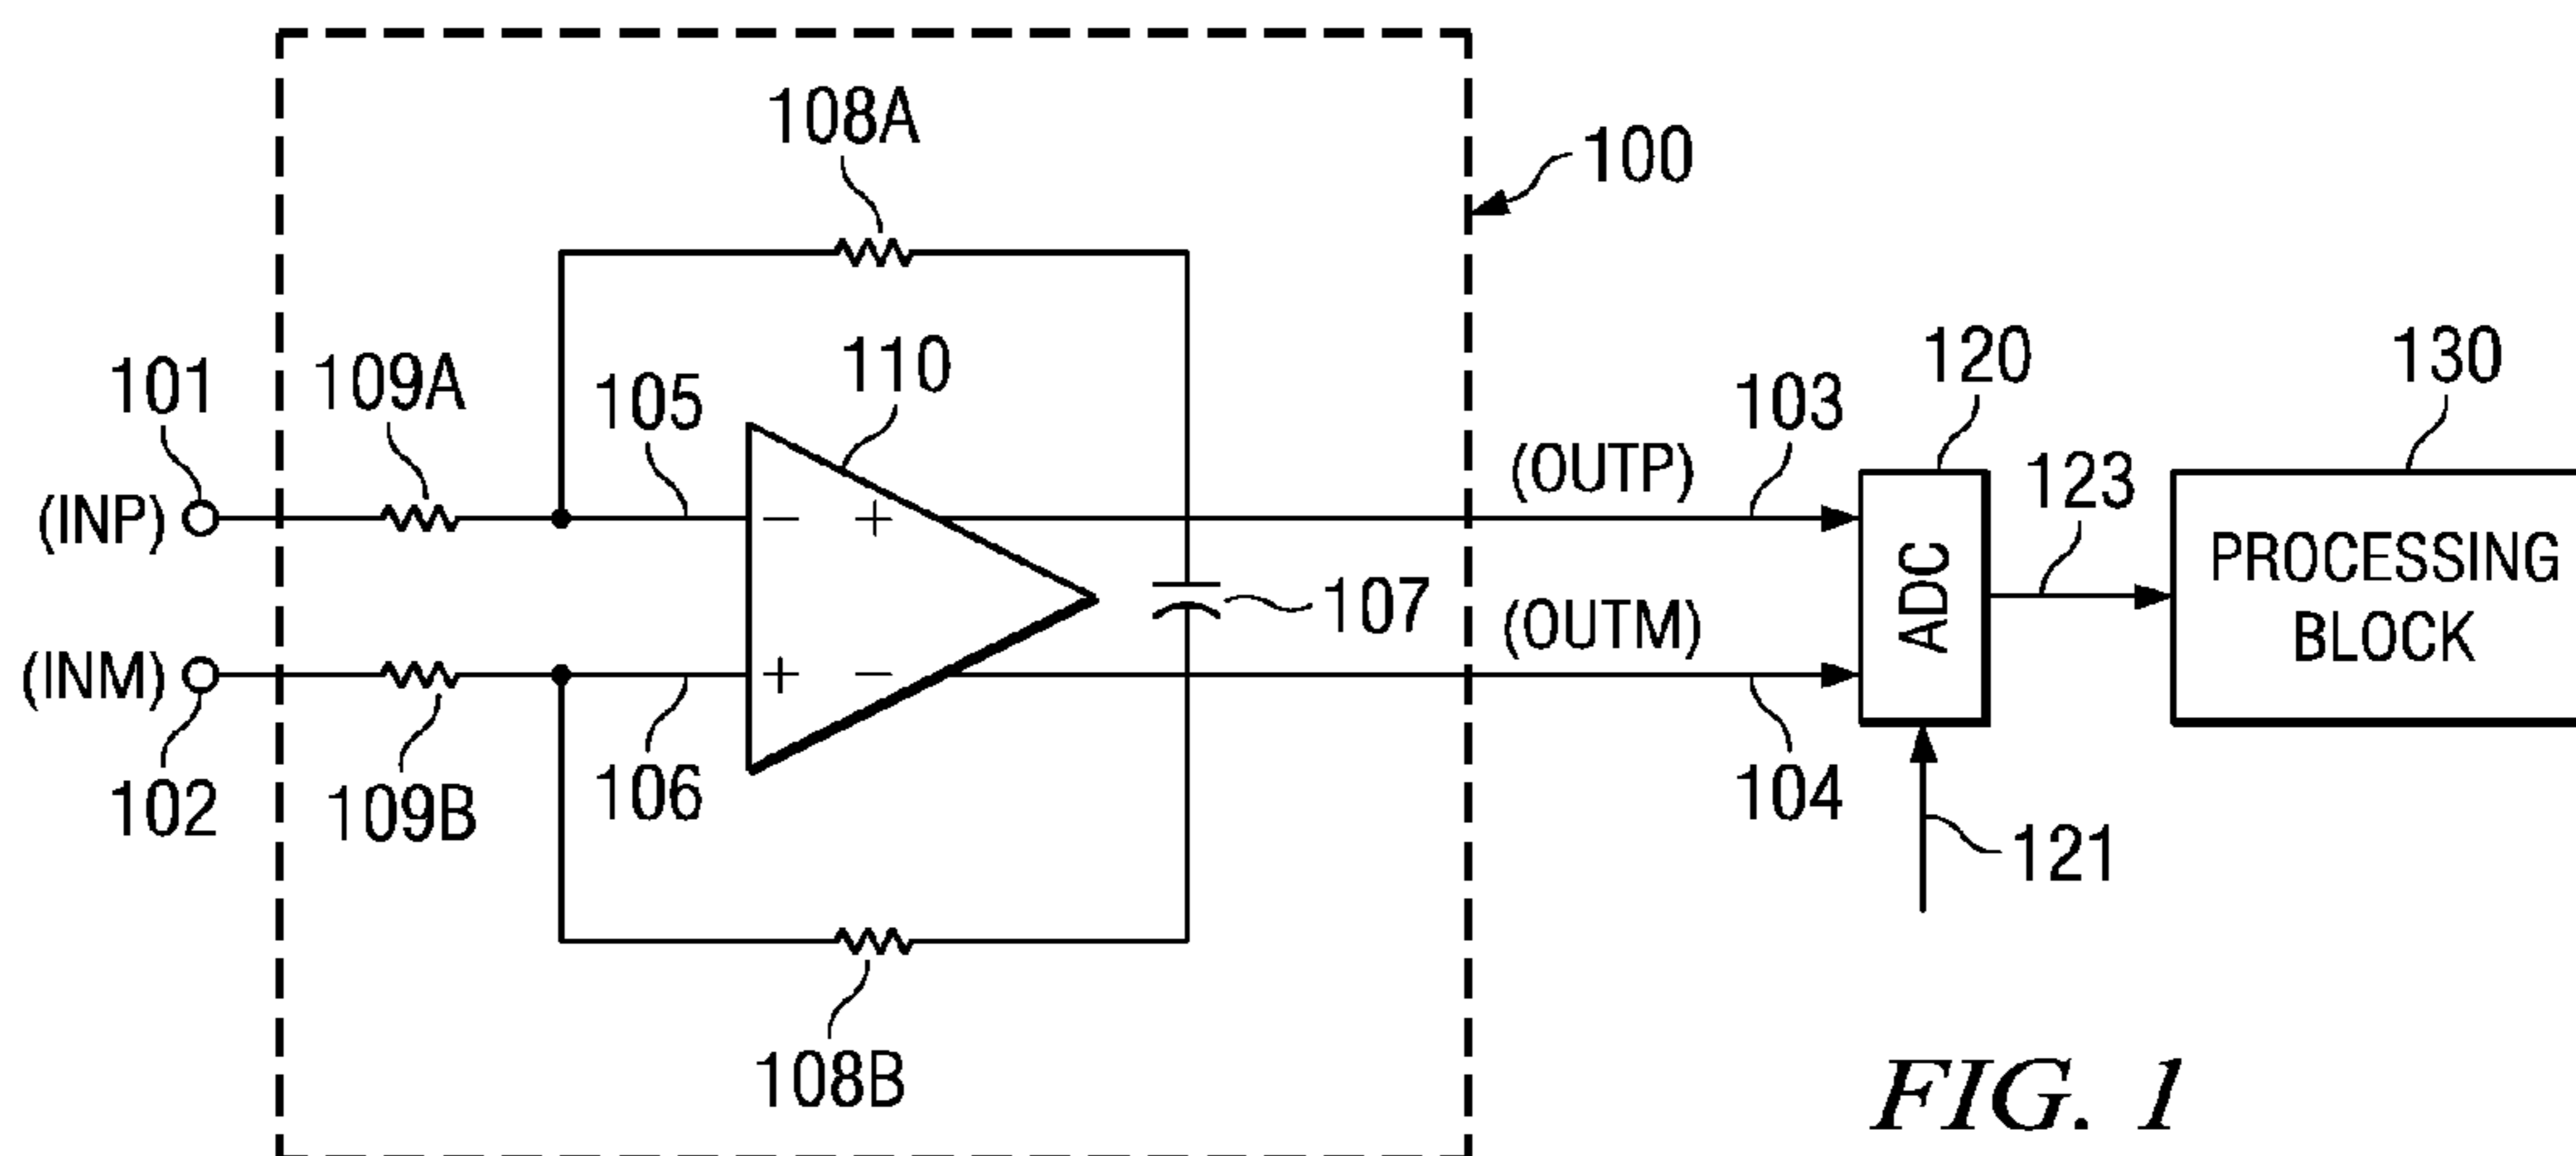 108A
100
110
120
130
101
109A
105
103
123
(INP)
(OUTP)
- +
ADC
PROCESSING
BLOCK
107
(OUTM)
(INM)
+ -
102
109B
106
104
121
108B
FIG. 1